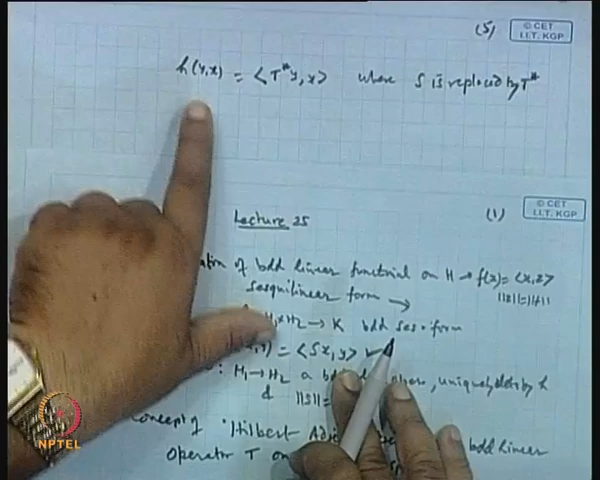 (5)
© CET
I.I.T. KGP
h(y,x) = <T*y, x> where S is replaced by T*
© CET
I.I.T. KGP
Lecture 25 (1)
of bdd linear functional on H → f(x) = <x,z>
sesquilinear form →
H₁×H₂ → K bdd ses. form
= <Sx, y>
: H₁ → H₂ a bdd, uniquely det by h
& ||S|| =
Concept of 'Hilbert bdd linear
Operator T on
NPTEL